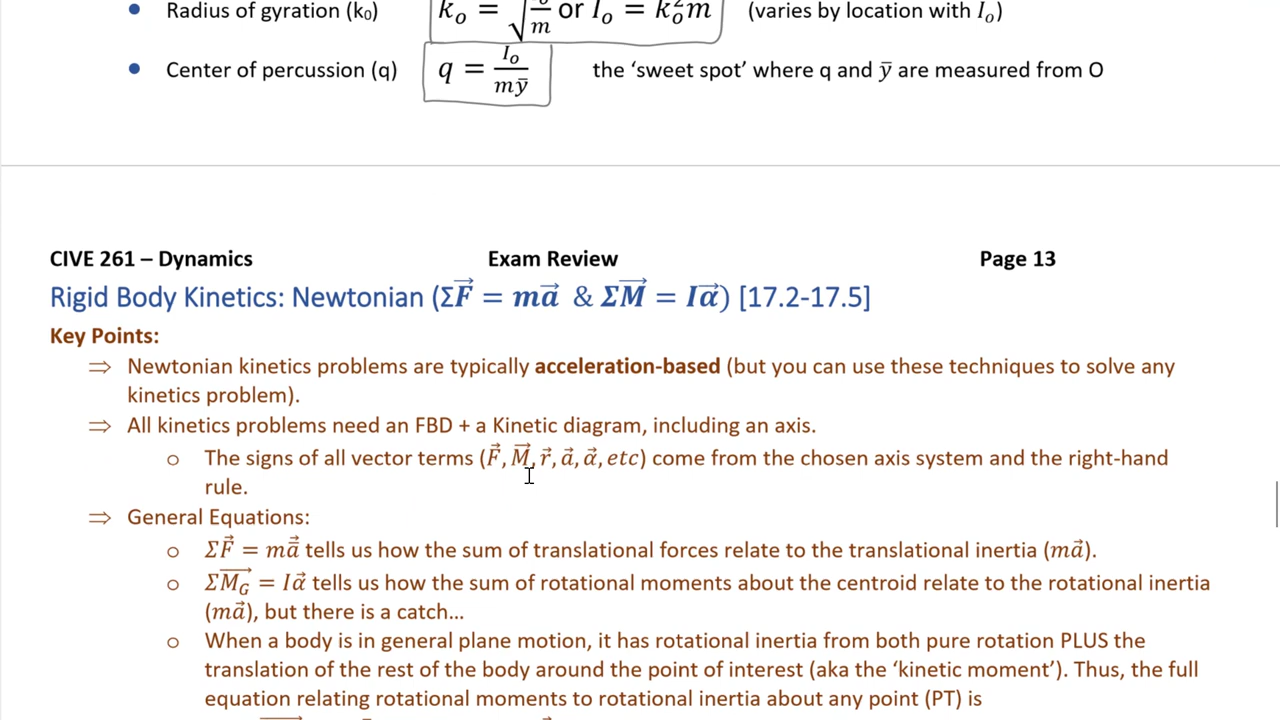 • Radius of gyration (k₀) kₒ = √ m or Iₒ = kₒ²m (varies by location with Iₒ)
• Center of percussion (q) q = Iₒ / mȳ the ‘sweet spot’ where q and ȳ are measured from O
CIVE 261 – Dynamics Exam Review Page 13
Rigid Body Kinetics: Newtonian (ΣF⃗ = ma⃗ & ΣM⃗ = Iα⃗) [17.2-17.5]
Key Points:
⇒ Newtonian kinetics problems are typically acceleration-based (but you can use these techniques to solve any
kinetics problem).
⇒ All kinetics problems need an FBD + a Kinetic diagram, including an axis.
o The signs of all vector terms (F⃗, M⃗, r⃗, a⃗, α⃗, etc) come from the chosen axis system and the right-hand
rule.
⇒ General Equations:
o ΣF⃗ = ma̅⃗ tells us how the sum of translational forces relate to the translational inertia (ma⃗).
o ΣM_G⃗ = Iα⃗ tells us how the sum of rotational moments about the centroid relate to the rotational inertia
(mα⃗), but there is a catch…
o When a body is in general plane motion, it has rotational inertia from both pure rotation PLUS the
translation of the rest of the body around the point of interest (aka the ‘kinetic moment’). Thus, the full
equation relating rotational moments to rotational inertia about any point (PT) is